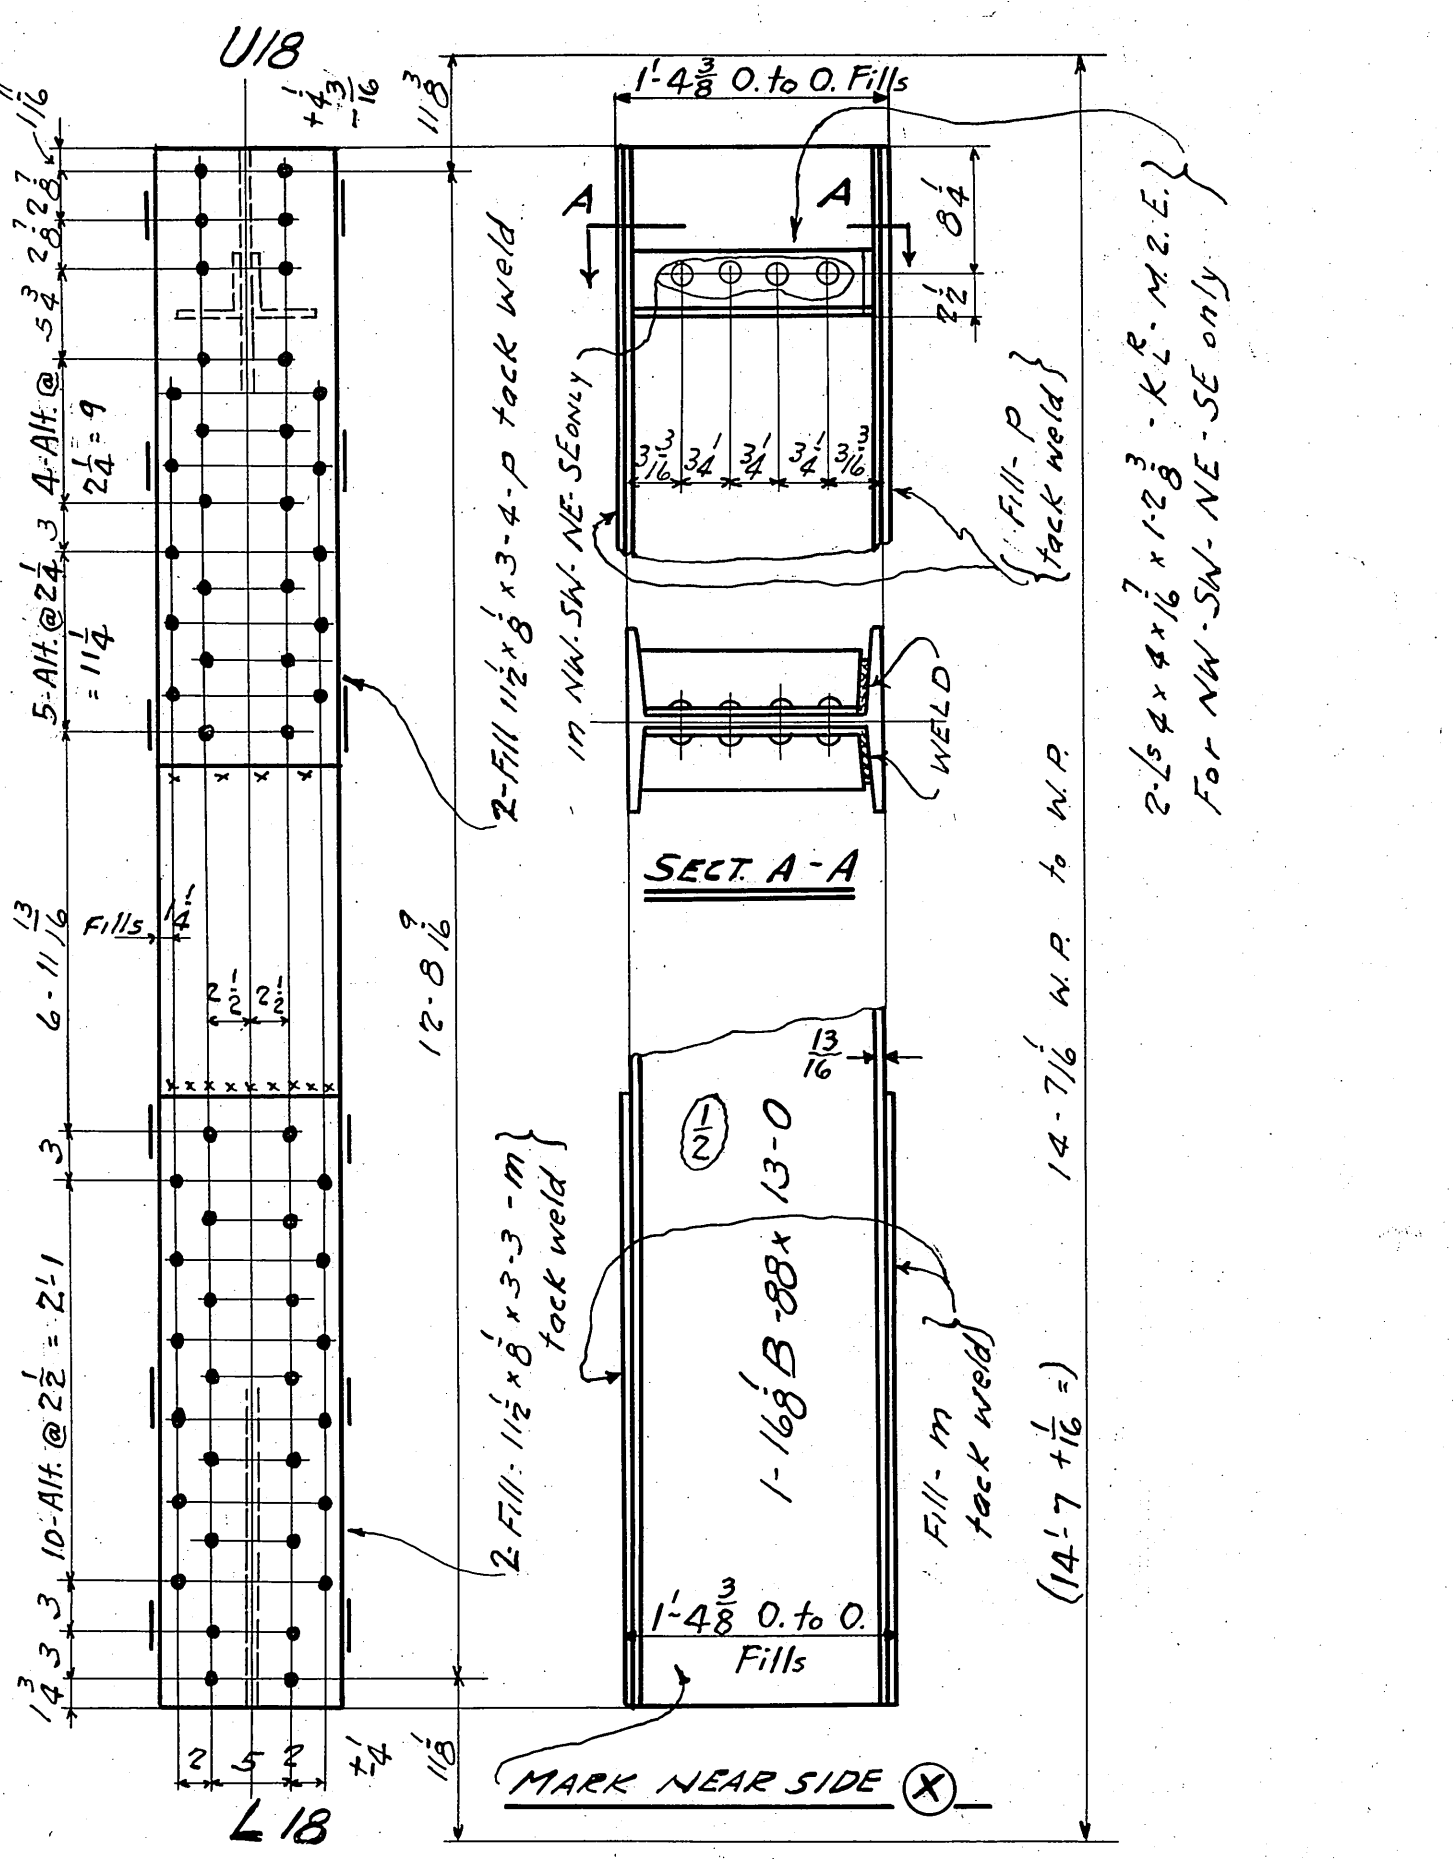 U18
+1/4 -3/16
1 1/16
2 7/8
2 7/8
5 3/4
4-Alt. @
2 1/4 = 9
3
5-Alt. @ 2 1/4
= 11 1/4
6-11 13/16
3
10-Alt. @ 2 1/2 = 2'-1
3
3
1 3/4
Fills
1/4
2 1/2
2 1/2
2
5
2
±1/4
L18
11 3/8
12-8 9/16
11 1/8
2-Fill 11 1/2 x 1/8 x 3-4-p tack weld
2-Fill 11 1/2 x 1/8 x 3-3-m
tack weld
in NW-SW-NE-SE ONLY
1'-4 3/8 O. to O. Fills
A
A
8 1/4
2 1/2
3 3/16
3 1/4
3 1/4
3 1/4
3 3/16
Fill-p
tack weld
WELD
SECT. A-A
13/16
1/2
1-16 1/8 B-88 x 13-0
Fill-m
tack weld
1'-4 3/8 O. to O.
Fills
MARK NEAR SIDE X
14-7 1/16 W.P. to W.P.
(14'-7 + 1/16 =)
2-Ls 4 x 4 x 7/16 x 1-2 3/8 - K R L - M.2.E.
For NW-SW-NE-SE only